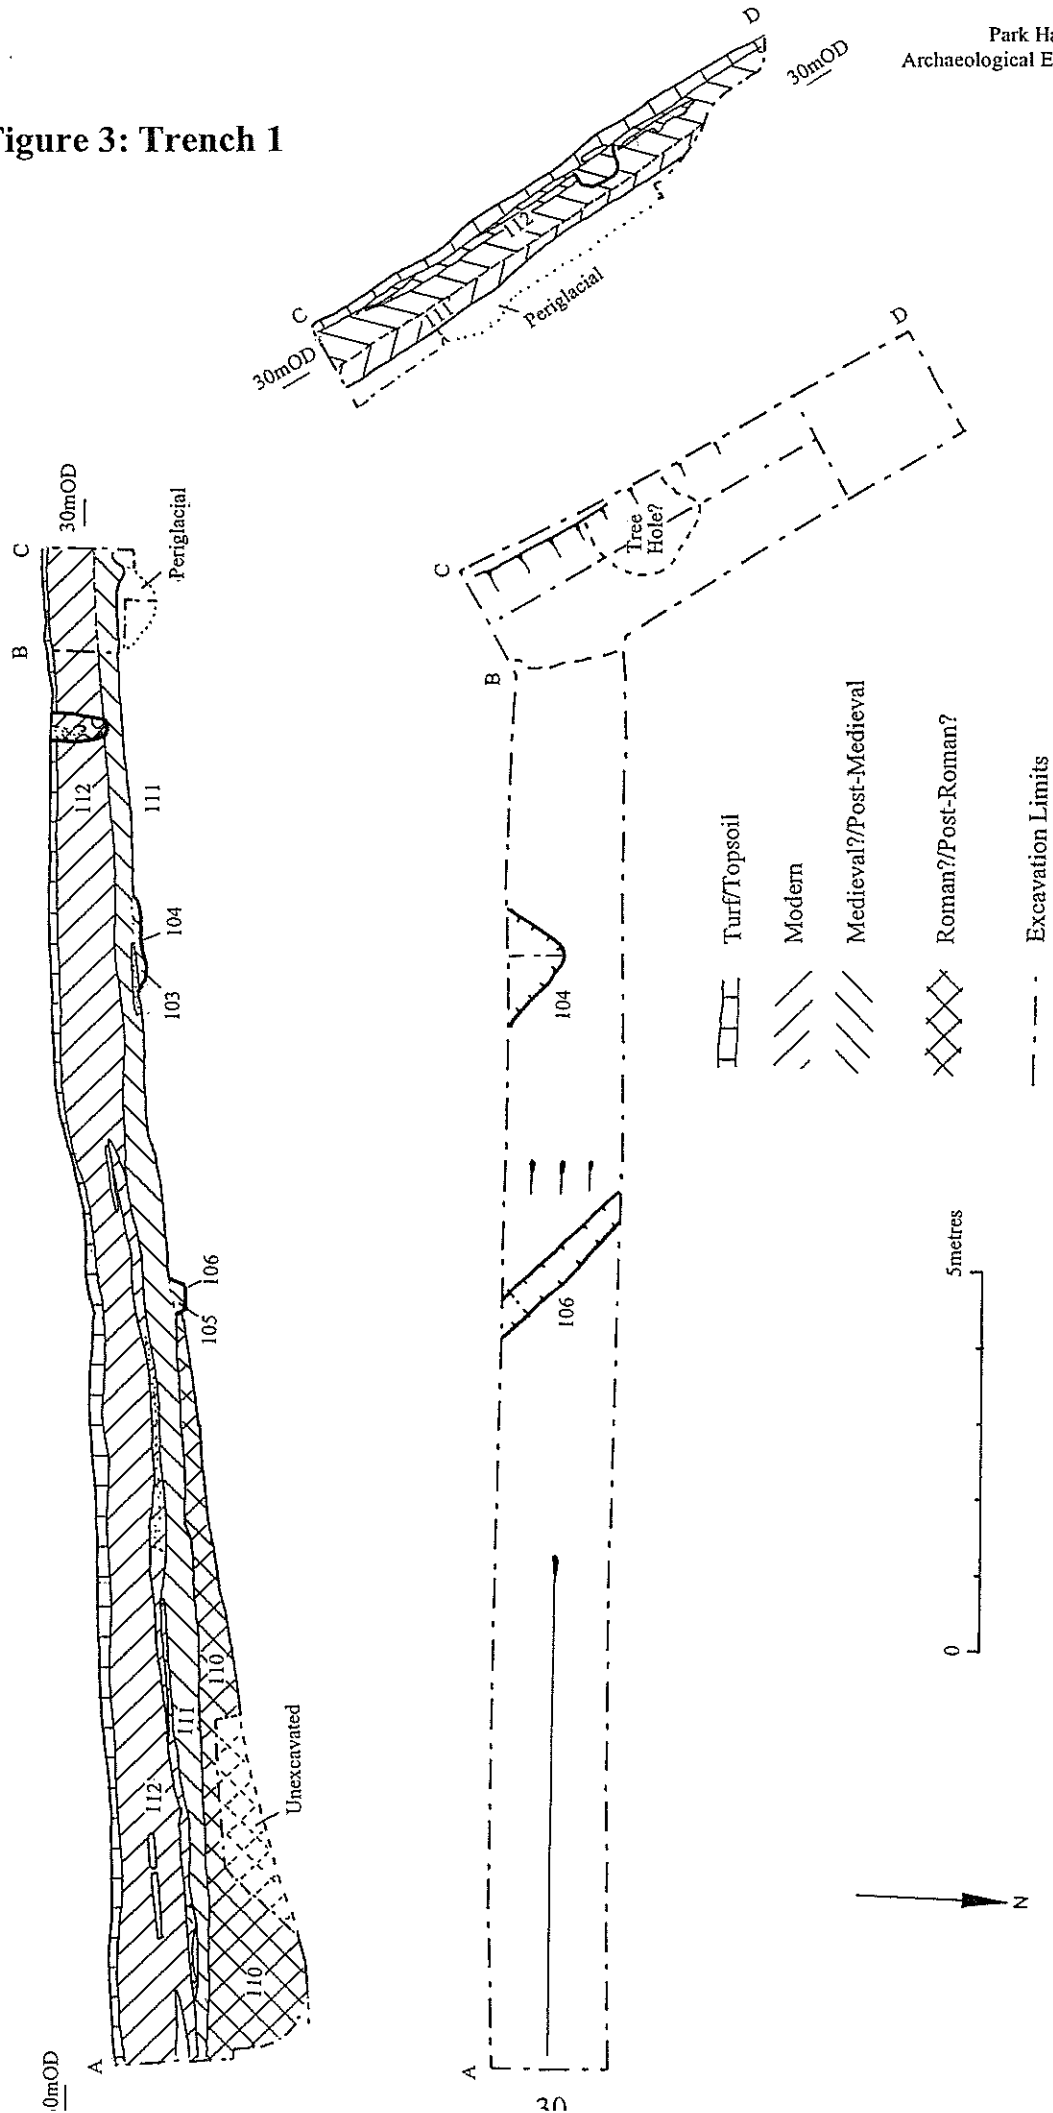 Park Ha
Archaeological E
Figure 3: Trench 1
D
30mOD
112
C
111
Periglacial
30mOD
D
30mOD
C
B
Periglacial
112
111
104
103
106
105
110
111
112
Unexcavated
110
A
0mOD
C
Tree
Hole?
B
104
106
A
Turf/Topsoil
Modern
Medieval?/Post-Medieval
Roman?/Post-Roman?
Excavation Limits
5metres
0
N
30